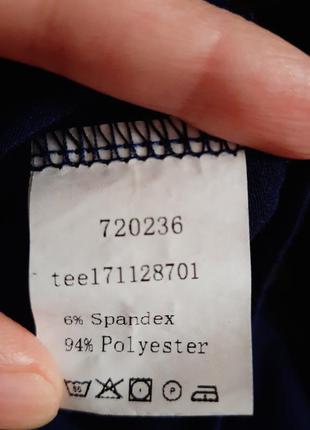 720236
tee171128701
6% Spandex
94% Polyester
P